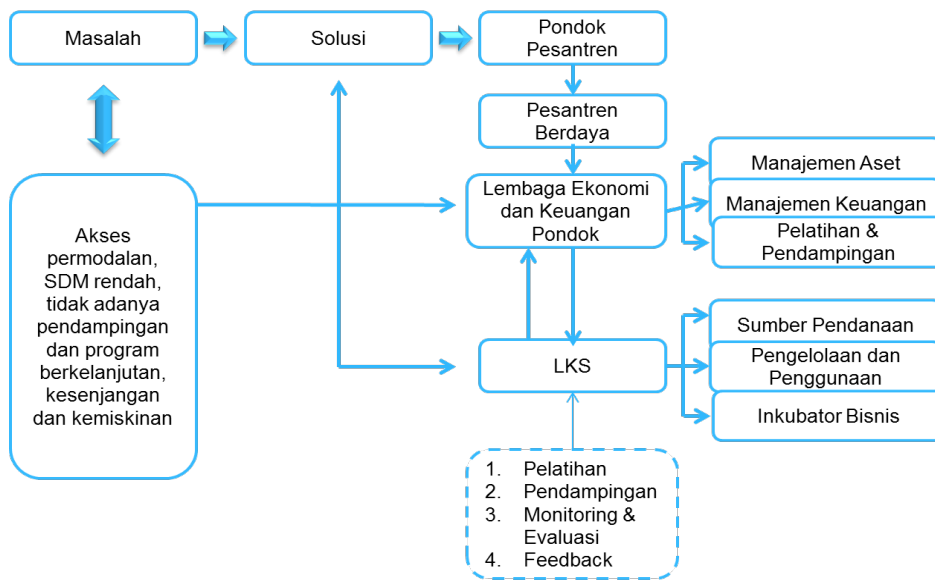 Masalah
Solusi
Pondok
Pesantren
Pesantren
Berdaya
Lembaga Ekonomi
dan Keuangan
Pondok
Manajemen Aset
Manajemen Keuangan
Pelatihan &
Pendampingan
Akses
permodalan,
SDM rendah,
tidak adanya
pendampingan
dan program
berkelanjutan,
kesenjangan
dan kemiskinan
LKS
Sumber Pendanaan
Pengelolaan dan
Penggunaan
Inkubator Bisnis
1. Pelatihan
2. Pendampingan
3. Monitoring &
Evaluasi
4. Feedback